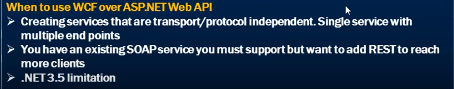 When to use WCF over ASP.NET Web API
➢ Creating services that are transport/protocol independent. Single service with
multiple end points
➢ You have an existing SOAP service you must support but want to add REST to reach
more clients
➢ .NET 3.5 limitation